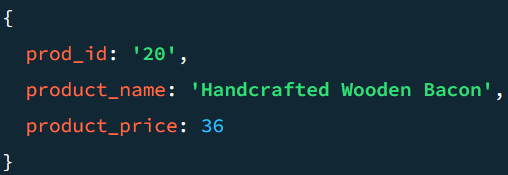 {
prod_id: '20',
product_name: 'Handcrafted Wooden Bacon',
product_price: 36
}